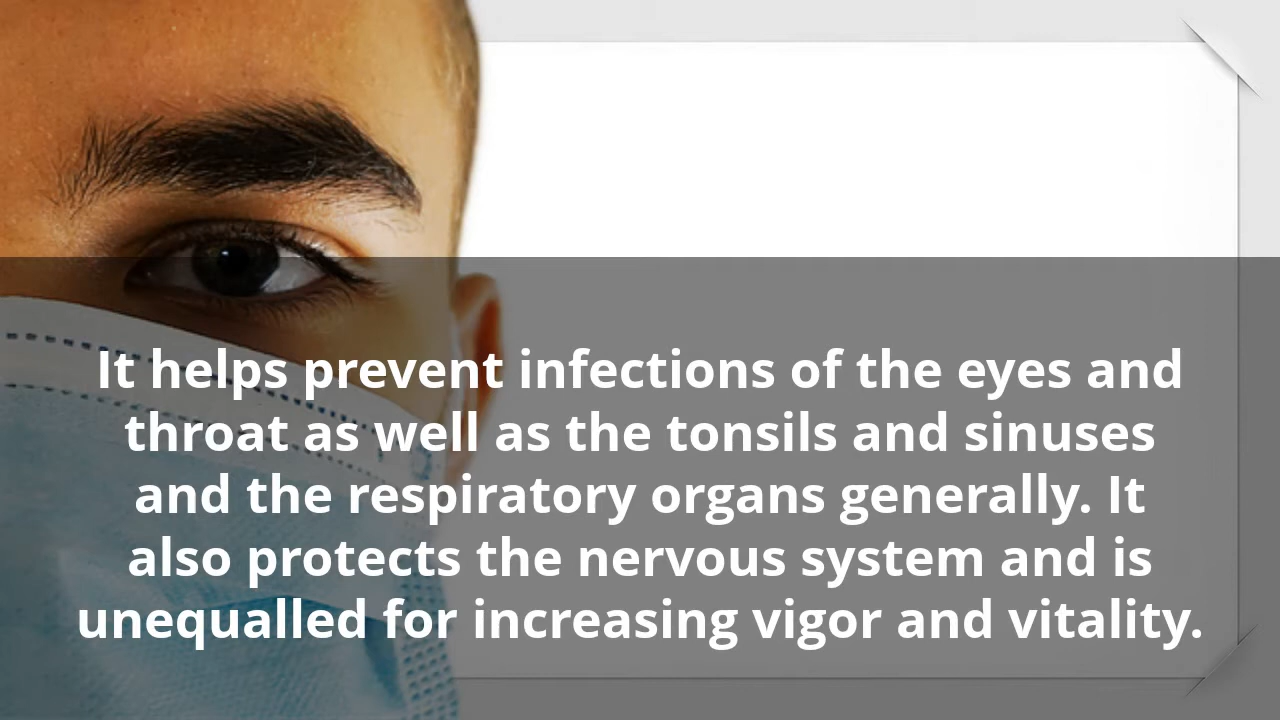 It helps prevent infections of the eyes and
throat as well as the tonsils and sinuses
and the respiratory organs generally. It
also protects the nervous system and is
unequalled for increasing vigor and vitality.